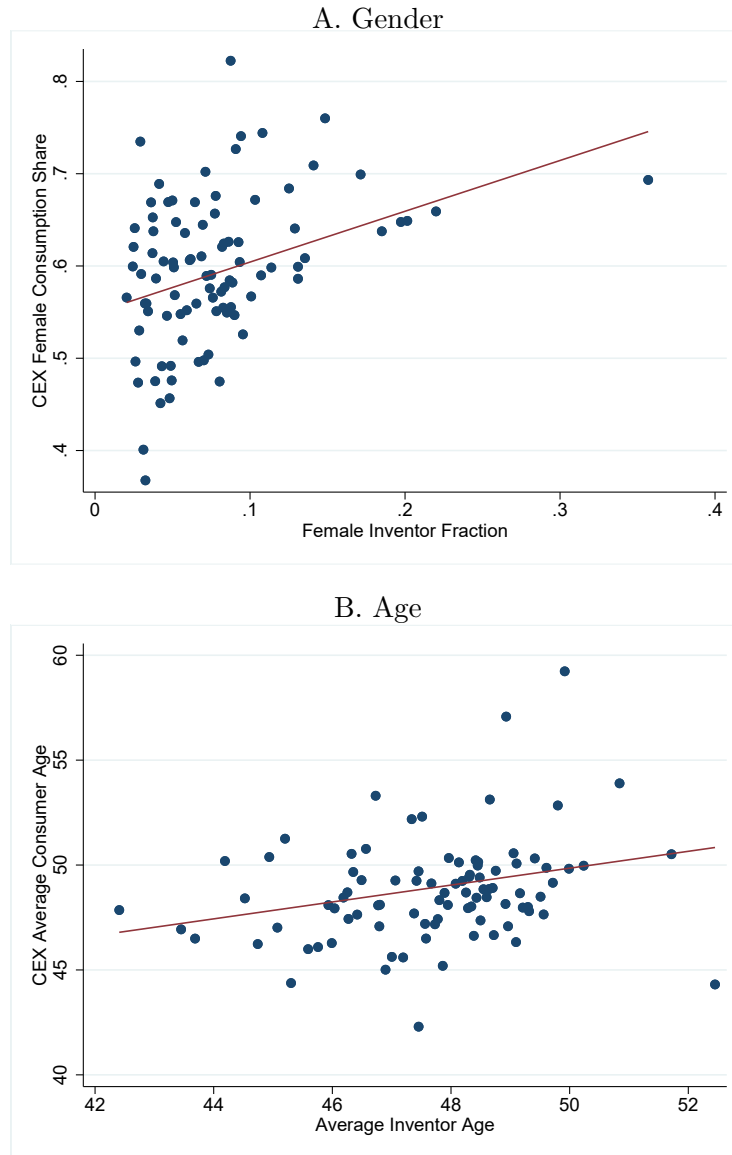 A. Gender
.8
.7
.6
.5
.4
CEX Female Consumption Share
0 .1 .2 .3 .4
Female Inventor Fraction
B. Age
60
55
50
45
40
CEX Average Consumer Age
42 44 46 48 50 52
Average Inventor Age